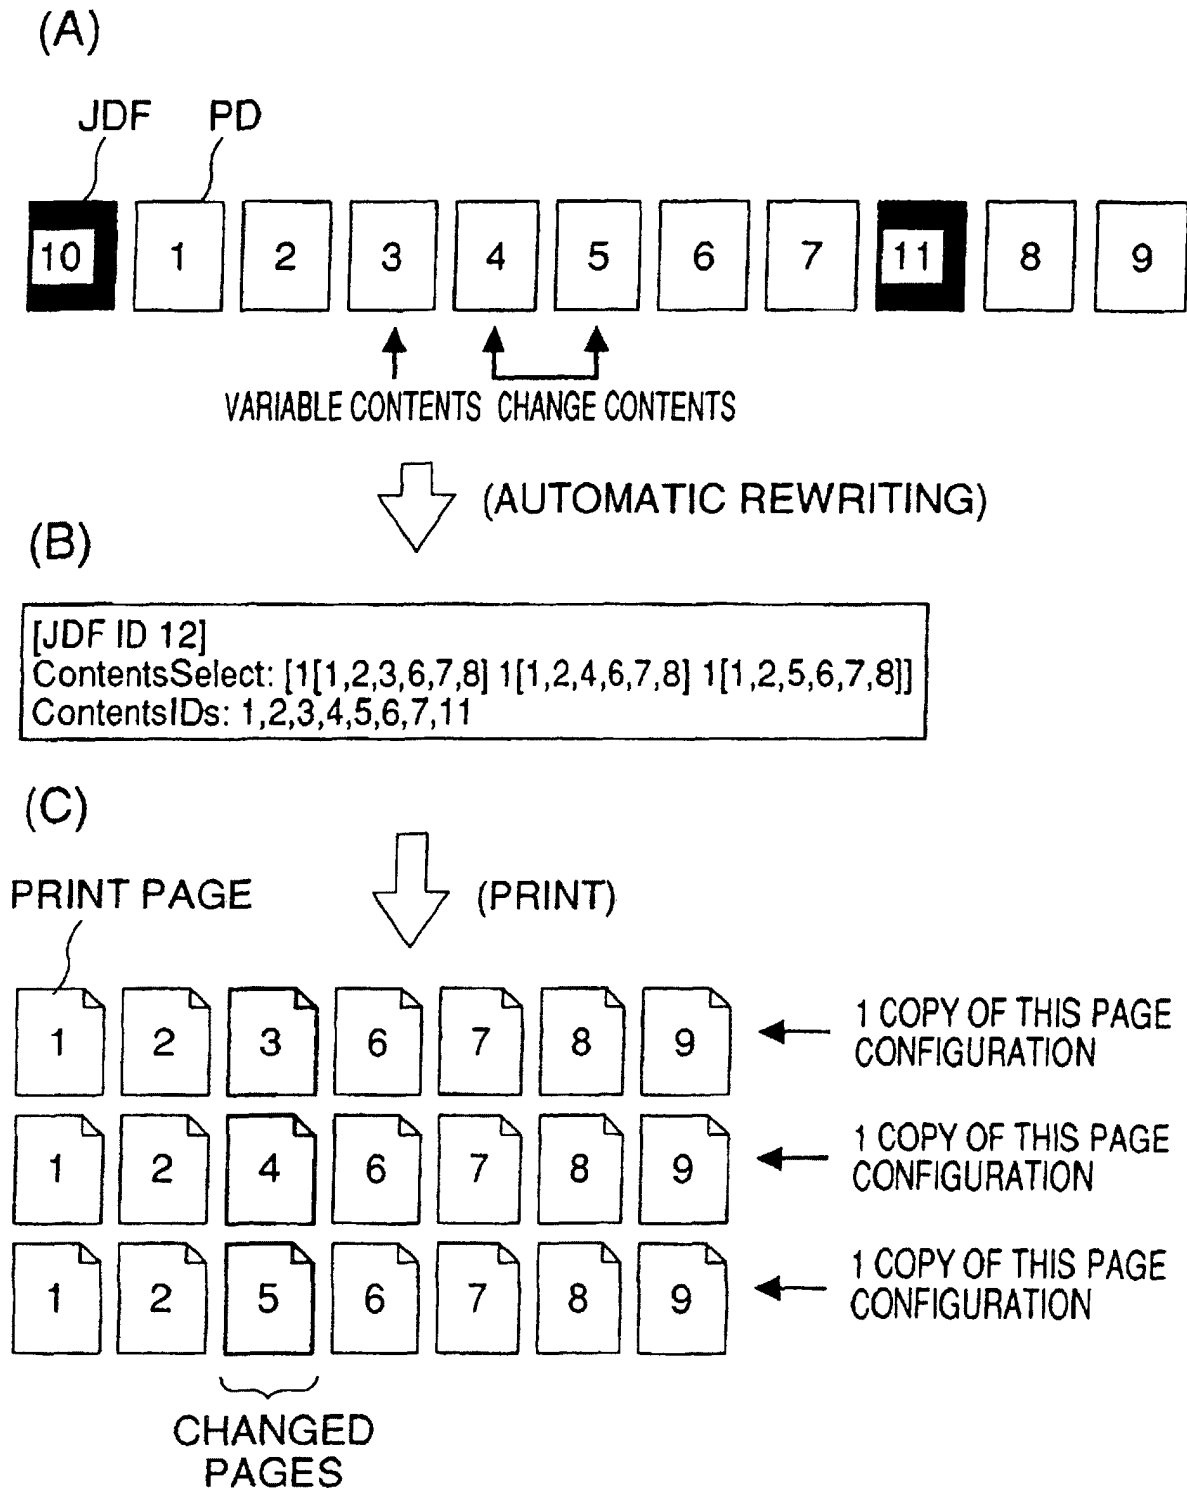 (A)
JDF PD
10 1 2 3 4 5 6 7 11 8 9
VARIABLE CONTENTS CHANGE CONTENTS
(AUTOMATIC REWRITING)
(B)
[JDF ID 12]
ContentsSelect: [1[1,2,3,6,7,8] 1[1,2,4,6,7,8] 1[1,2,5,6,7,8]]
ContentsIDs: 1,2,3,4,5,6,7,11
(C)
PRINT PAGE
(PRINT)
1 2 3 6 7 8 9
1 COPY OF THIS PAGE
CONFIGURATION
1 2 4 6 7 8 9
1 COPY OF THIS PAGE
CONFIGURATION
1 2 5 6 7 8 9
1 COPY OF THIS PAGE
CONFIGURATION
CHANGED
PAGES